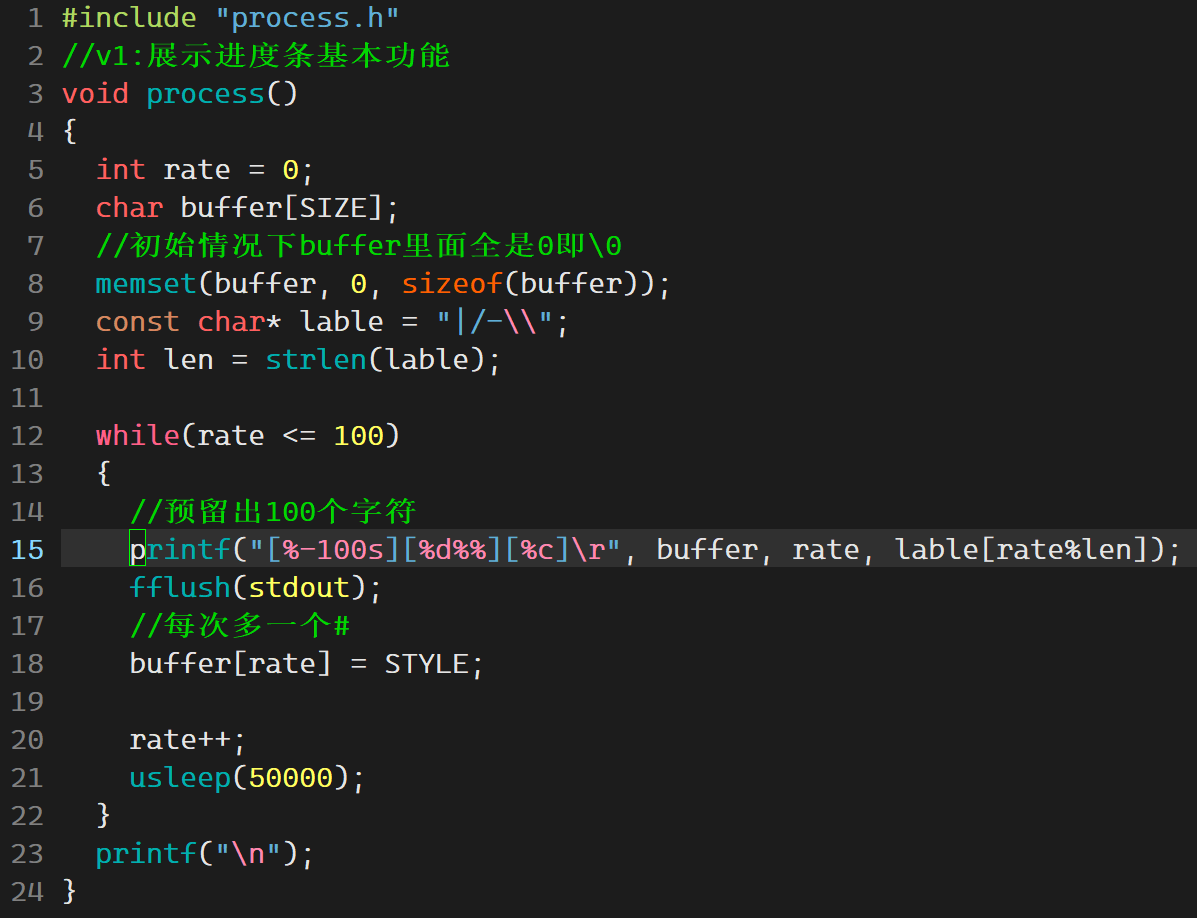 1 #include "process.h"
2 //v1:展示进度条基本功能
3 void process()
4 {
5   int rate = 0;
6   char buffer[SIZE];
7   //初始情况下buffer里面全是0即\0
8   memset(buffer, 0, sizeof(buffer));
9   const char* lable = "|/-\\";
10   int len = strlen(lable);
11
12   while(rate <= 100)
13   {
14     //预留出100个字符
15     printf("[%-100s][%d%%][%c]\r", buffer, rate, lable[rate%len]);
16     fflush(stdout);
17     //每次多一个#
18     buffer[rate] = STYLE;
19
20     rate++;
21     usleep(50000);
22   }
23   printf("\n");
24 }